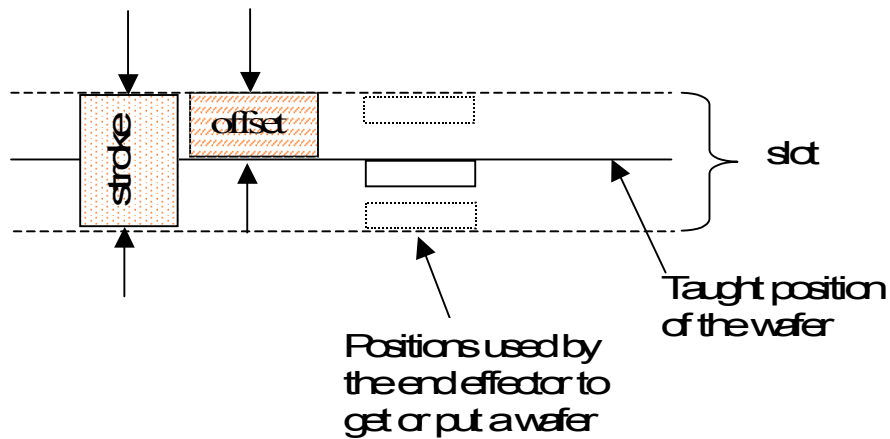 stroke
offset
slot
Taught position
of the wafer
Positions used by
the end effector to
get or put a wafer